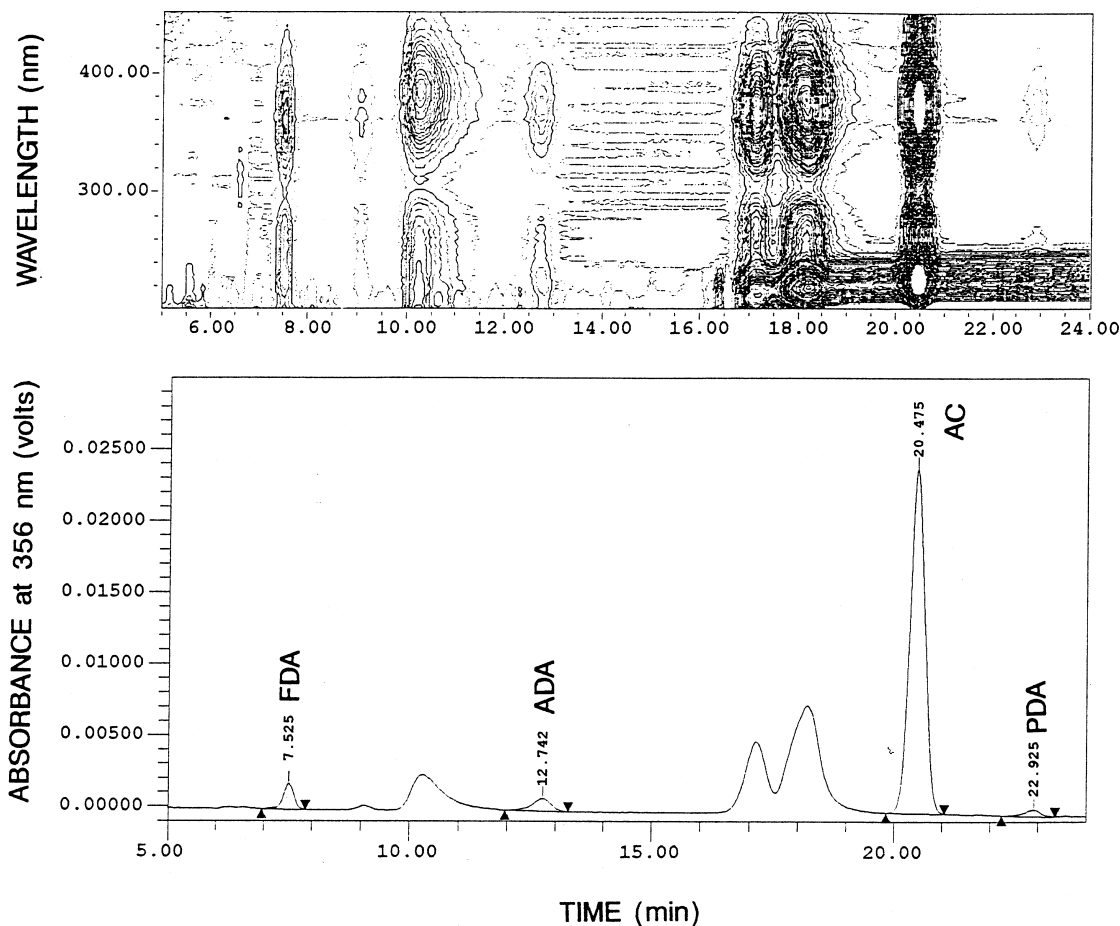 WAVELENGTH (nm)
400.00
300.00
6.00 8.00 10.00 12.00 14.00 16.00 18.00 20.00 22.00 24.00
ABSORBANCE at 356 nm (volts)
0.02500
0.02000
0.01500
0.01000
0.00500
0.00000
7.525 FDA
12.742 ADA
20.475 AC
22.925 PDA
5.00 10.00 15.00 20.00
TIME (min)